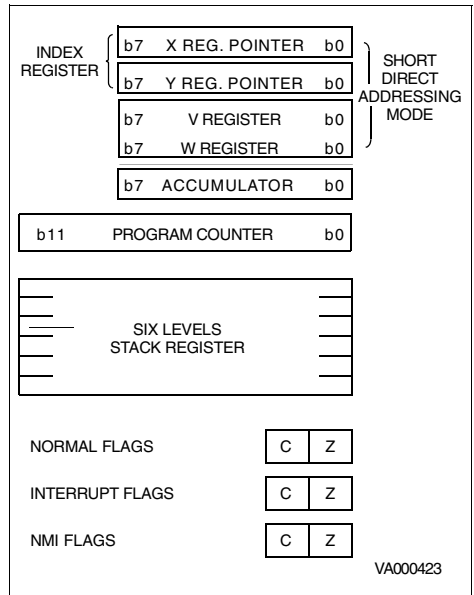 INDEX
REGISTER
b7 X REG. POINTER b0
b7 Y REG. POINTER b0
b7 V REGISTER b0
b7 W REGISTER b0
SHORT
DIRECT
ADDRESSING
MODE
b7 ACCUMULATOR b0
b11 PROGRAM COUNTER b0
SIX LEVELS
STACK REGISTER
NORMAL FLAGS C Z
INTERRUPT FLAGS C Z
NMI FLAGS C Z
VA000423